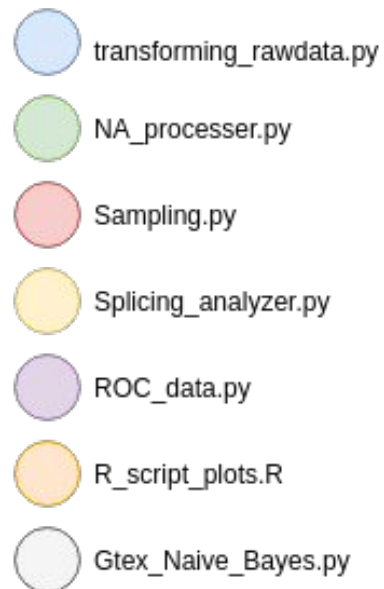 transforming_rawdata.py
NA_processer.py
Sampling.py
Splicing_analyzer.py
ROC_data.py
R_script_plots.R
Gtex_Naive_Bayes.py